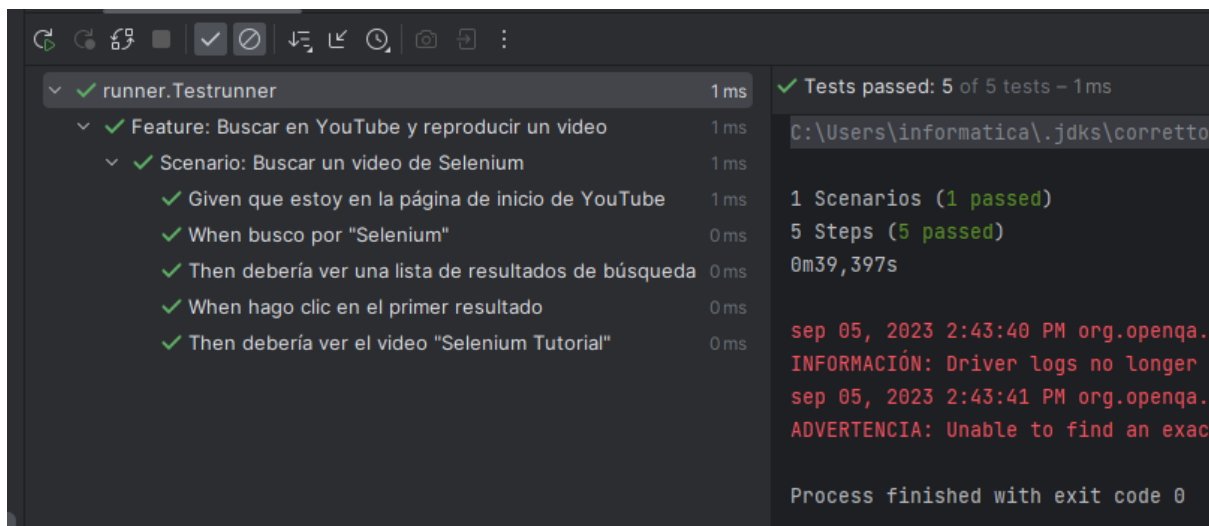 runner.Testrunner 1 ms
Feature: Buscar en YouTube y reproducir un video 1 ms
Scenario: Buscar un video de Selenium 1 ms
Given que estoy en la página de inicio de YouTube 1 ms
When busco por "Selenium" 0 ms
Then debería ver una lista de resultados de búsqueda 0 ms
When hago clic en el primer resultado 0 ms
Then debería ver el video "Selenium Tutorial" 0 ms
Tests passed: 5 of 5 tests – 1 ms
C:\Users\informatica\.jdks\corretto
1 Scenarios (1 passed)
5 Steps (5 passed)
0m39,397s
sep 05, 2023 2:43:40 PM org.openqa.
INFORMACIÓN: Driver logs no longer
sep 05, 2023 2:43:41 PM org.openqa.
ADVERTENCIA: Unable to find an exac
Process finished with exit code 0